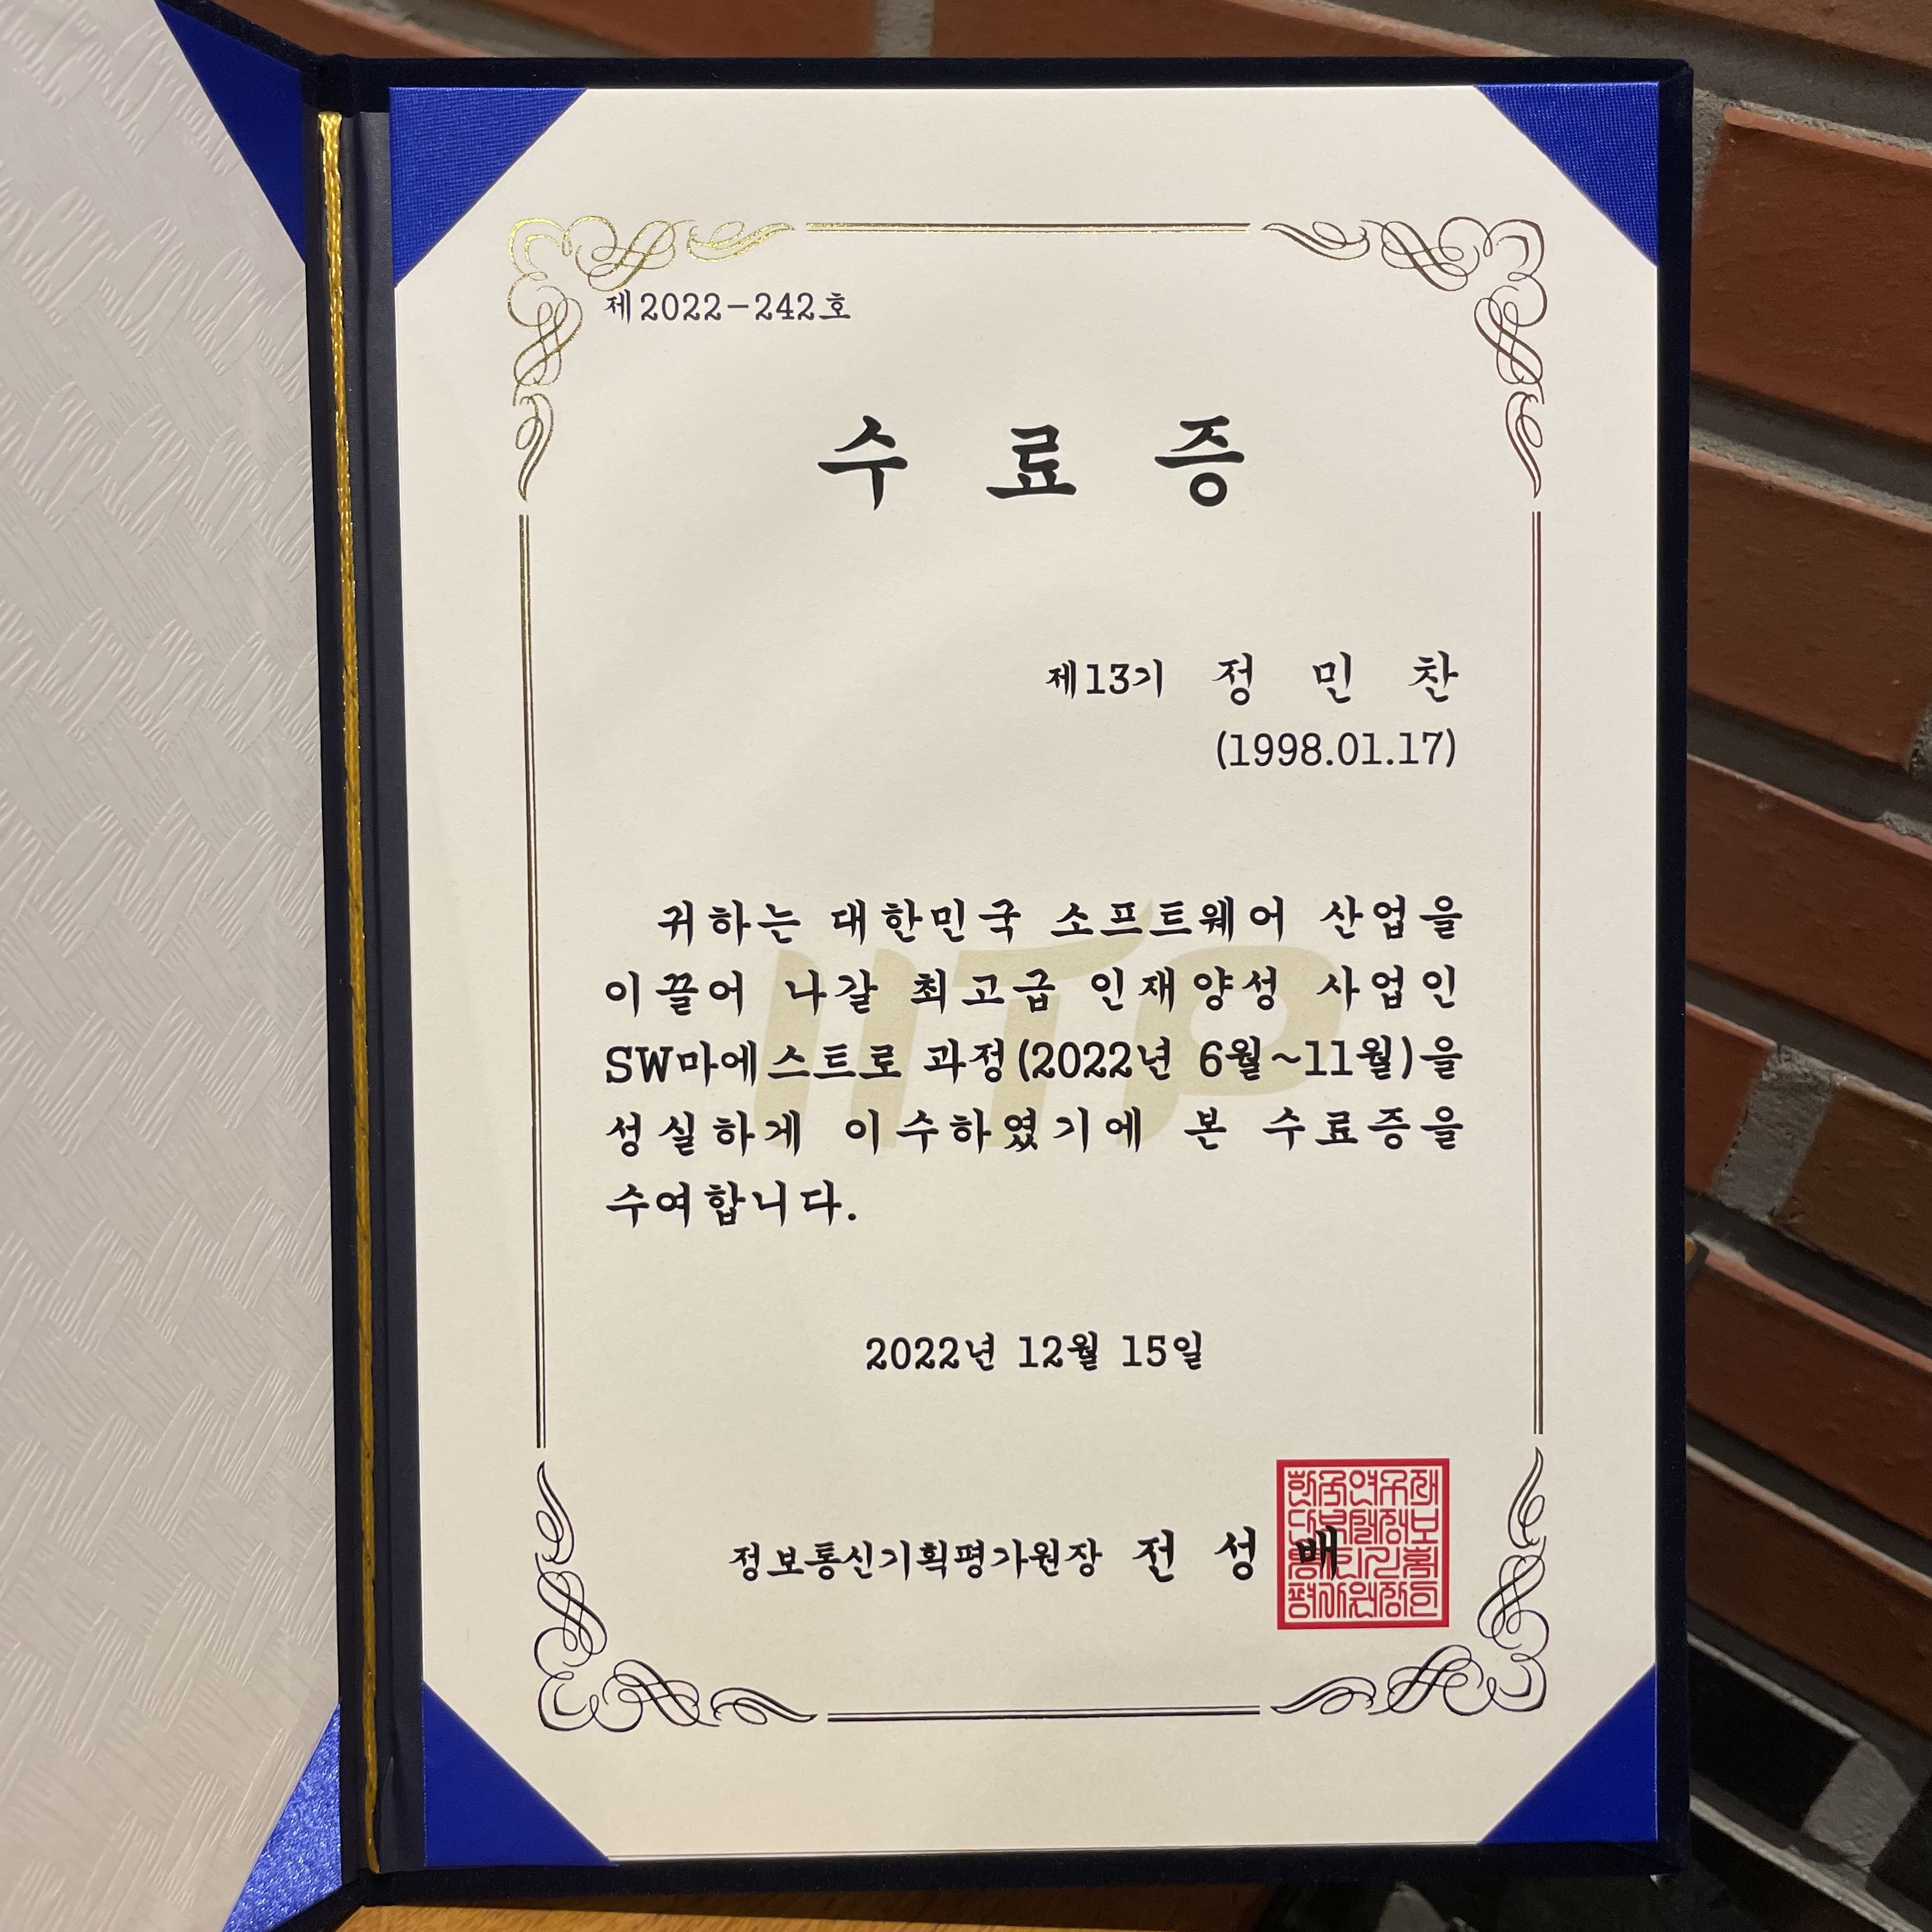 제2022-242호
수 료 증
제13기 정 민 찬
(1998.01.17)
귀하는 대한민국 소프트웨어 산업을
이끌어 나갈 최고급 인재양성 사업인
SW마에스트로 과정(2022년 6월~11월)을
성실하게 이수하였기에 본 수료증을
수여합니다.
IITP
2022년 12월 15일
정보통신기획평가원장 전 성 배